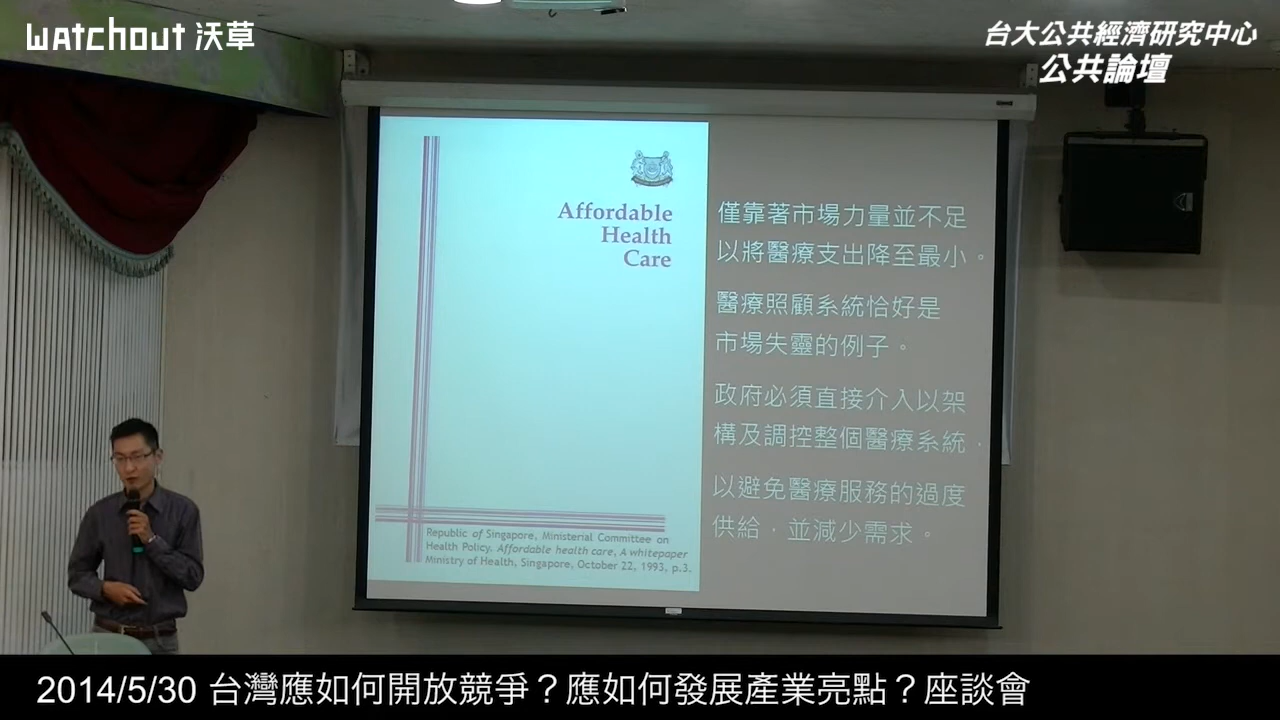 WATCHOUT 沃草
台大公共經濟研究中心
公共論壇
Affordable
Health
Care
Republic of Singapore, Ministerial Committee on
Health Policy. Affordable health care, A whitepaper
Ministry of Health, Singapore, October 22, 1993, p.3.
僅靠著市場力量並不足
以將醫療支出降至最小。
醫療照顧系統恰好是
市場失靈的例子。
政府必須直接介入以架
構及調控整個醫療系統，
以避免醫療服務的過度
供給，並減少需求。
2014/5/30 台灣應如何開放競爭？應如何發展產業亮點？座談會